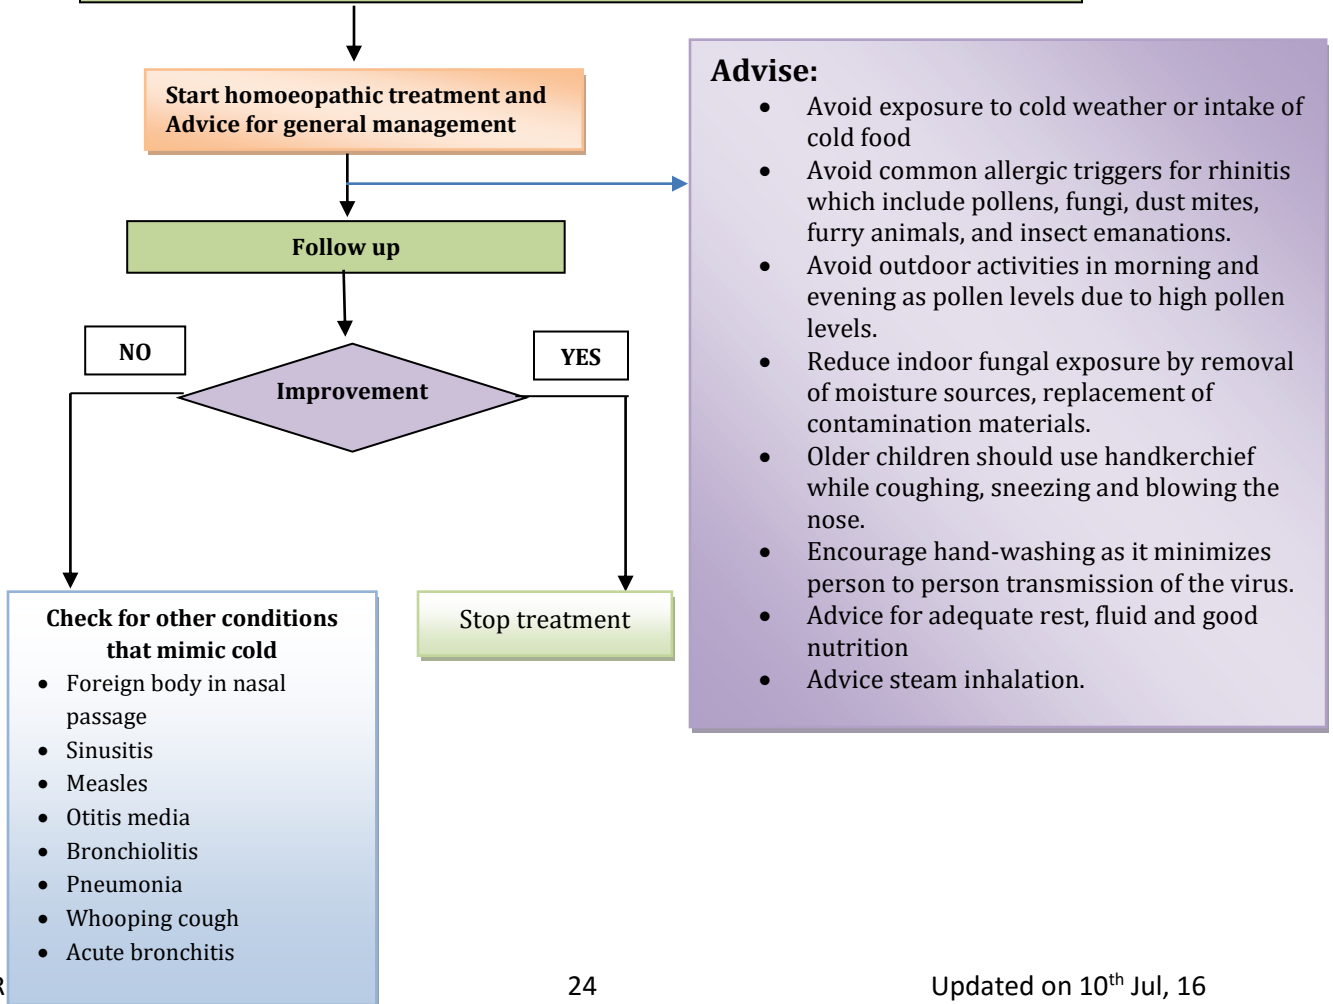 Start homoeopathic treatment and
Advice for general management
Follow up
NO
YES
Improvement
Check for other conditions
that mimic cold
• Foreign body in nasal
passage
• Sinusitis
• Measles
• Otitis media
• Bronchiolitis
• Pneumonia
• Whooping cough
• Acute bronchitis
Stop treatment
Advise:
• Avoid exposure to cold weather or intake of
cold food
• Avoid common allergic triggers for rhinitis
which include pollens, fungi, dust mites,
furry animals, and insect emanations.
• Avoid outdoor activities in morning and
evening as pollen levels due to high pollen
levels.
• Reduce indoor fungal exposure by removal
of moisture sources, replacement of
contamination materials.
• Older children should use handkerchief
while coughing, sneezing and blowing the
nose.
• Encourage hand-washing as it minimizes
person to person transmission of the virus.
• Advice for adequate rest, fluid and good
nutrition
• Advice steam inhalation.
24
Updated on 10th Jul, 16